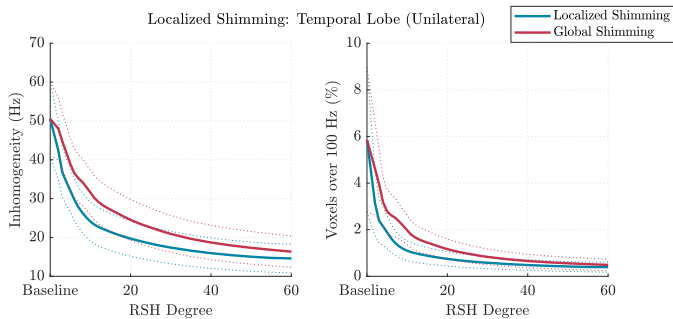 Localized Shimming: Temporal Lobe (Unilateral)
Localized Shimming
Global Shimming
Inhomogeneity (Hz)
70
60
50
40
30
20
10
Baseline
20
40
60
RSH Degree
Voxels over 100 Hz (%)
10
8
6
4
2
0
Baseline
20
40
60
RSH Degree